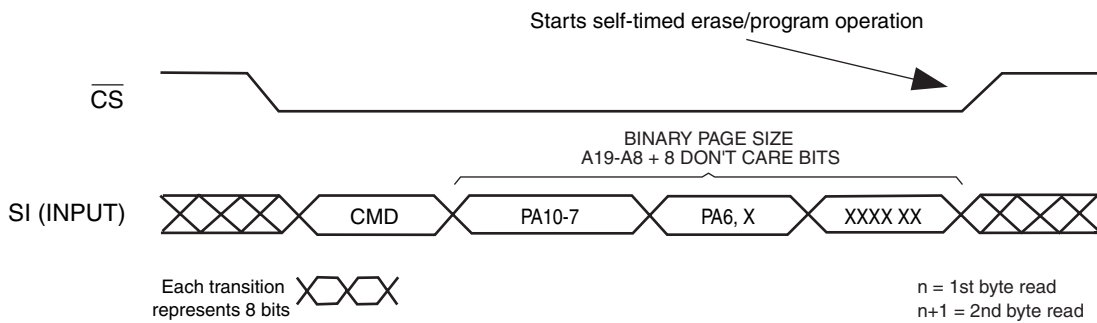 Starts self-timed erase/program operation
CS
BINARY PAGE SIZE
A19-A8 + 8 DON'T CARE BITS
SI (INPUT)
CMD
PA10-7
PA6, X
XXXX XX
Each transition
represents 8 bits
n = 1st byte read
n+1 = 2nd byte read